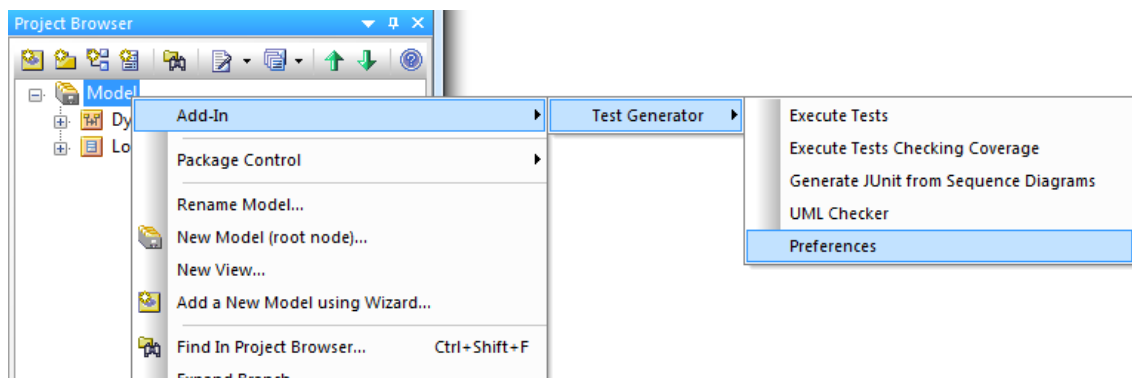 Project Browser
Model
Dy
Lo
Add-In
Package Control
Rename Model...
New Model (root node)...
New View...
Add a New Model using Wizard...
Find In Project Browser... Ctrl+Shift+F
Expand Branch
Test Generator
Execute Tests
Execute Tests Checking Coverage
Generate JUnit from Sequence Diagrams
UML Checker
Preferences